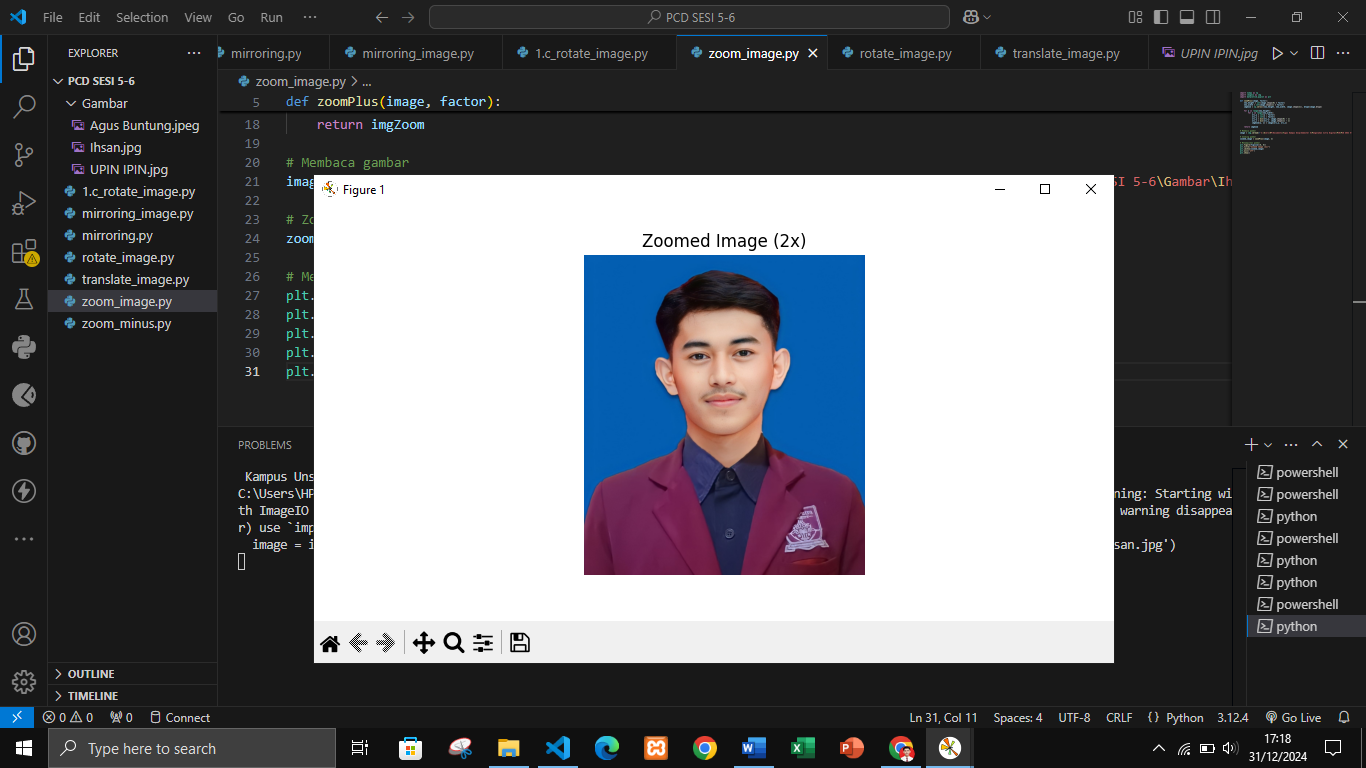 File Edit Selection View Go Run ··· PCD SESI 5-6
EXPLORER ···
PCD SESI 5-6
Gambar
Agus Buntung.jpeg
Ihsan.jpg
UPIN IPIN.jpg
1.c_rotate_image.py
mirroring_image.py
mirroring.py
rotate_image.py
translate_image.py
zoom_image.py
zoom_minus.py
OUTLINE
TIMELINE
mirroring.py mirroring_image.py 1.c_rotate_image.py zoom_image.py rotate_image.py translate_image.py UPIN IPIN.jpg
zoom_image.py > ...
5 def zoomPlus(image, factor):
18 return imgZoom
19
20 # Membaca gambar
21 imag SI 5-6\Gambar\Ih
22
23 # Zo
24 zoom
25
26 # Me
27 plt.
28 plt.
29 plt.
30 plt.
31 plt.
Figure 1
Zoomed Image (2x)
PROBLEMS
Kampus Uns
C:\Users\HP ning: Starting wi
th ImageIO warning disappea
r) use `imp
image = i san.jpg')
powershell
powershell
python
powershell
python
python
powershell
python
0 0 0 Connect Ln 31, Col 11 Spaces: 4 UTF-8 CRLF {} Python 3.12.4 Go Live
Type here to search
17:18
31/12/2024